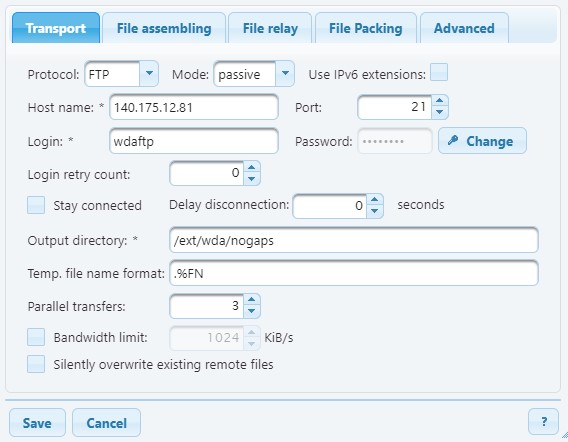 Transport File assembling File relay File Packing Advanced
Protocol: FTP Mode: passive Use IPv6 extensions:
Host name: * 140.175.12.81 Port: 21
Login: * wdaftp Password: •••••••• Change
Login retry count: 0
Stay connected Delay disconnection: 0 seconds
Output directory: * /ext/wda/nogaps
Temp. file name format: .%FN
Parallel transfers: 3
Bandwidth limit: 1024 KiB/s
Silently overwrite existing remote files
Save Cancel ?